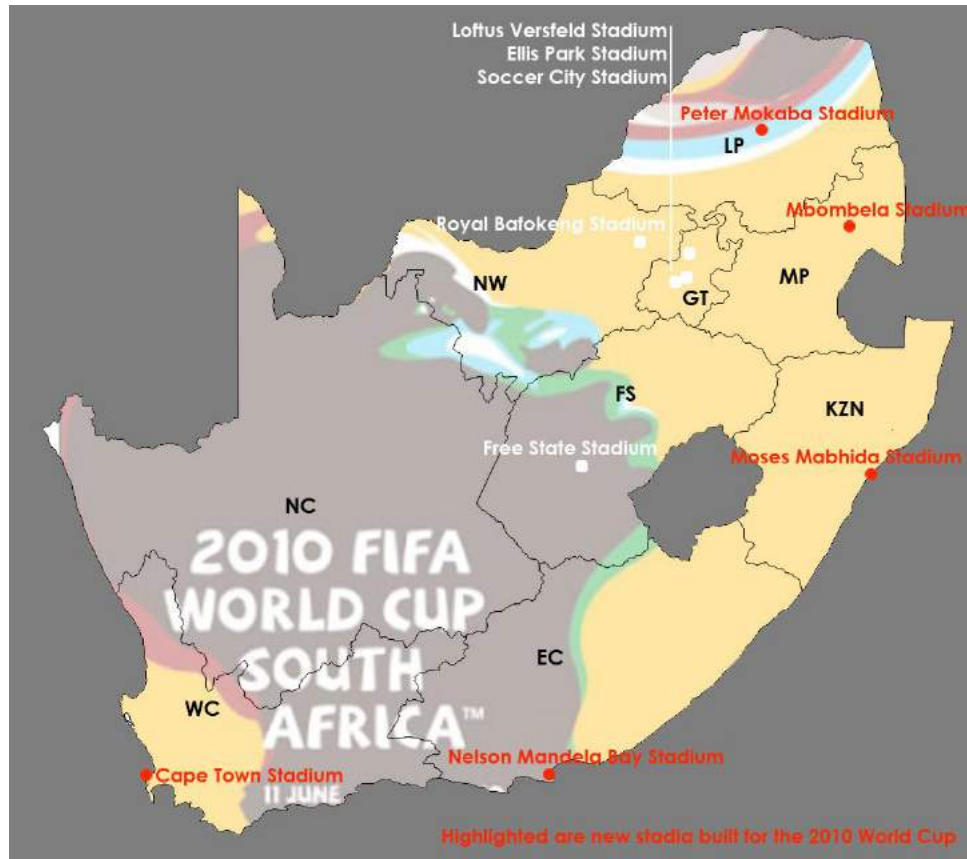 Loftus Versfeld Stadium
Ellis Park Stadium
Soccer City Stadium
Peter Mokaba Stadium
LP
Mbombela Stadium
Royal Bafokeng Stadium
NW
MP
GT
FS
KZN
Free State Stadium
Moses Mabhida Stadium
NC
2010 FIFA
WORLD CUP
SOUTH
AFRICA™
EC
WC
Nelson Mandela Bay Stadium
Cape Town Stadium
11 JUNE
Highlighted are new stadia built for the 2010 World Cup